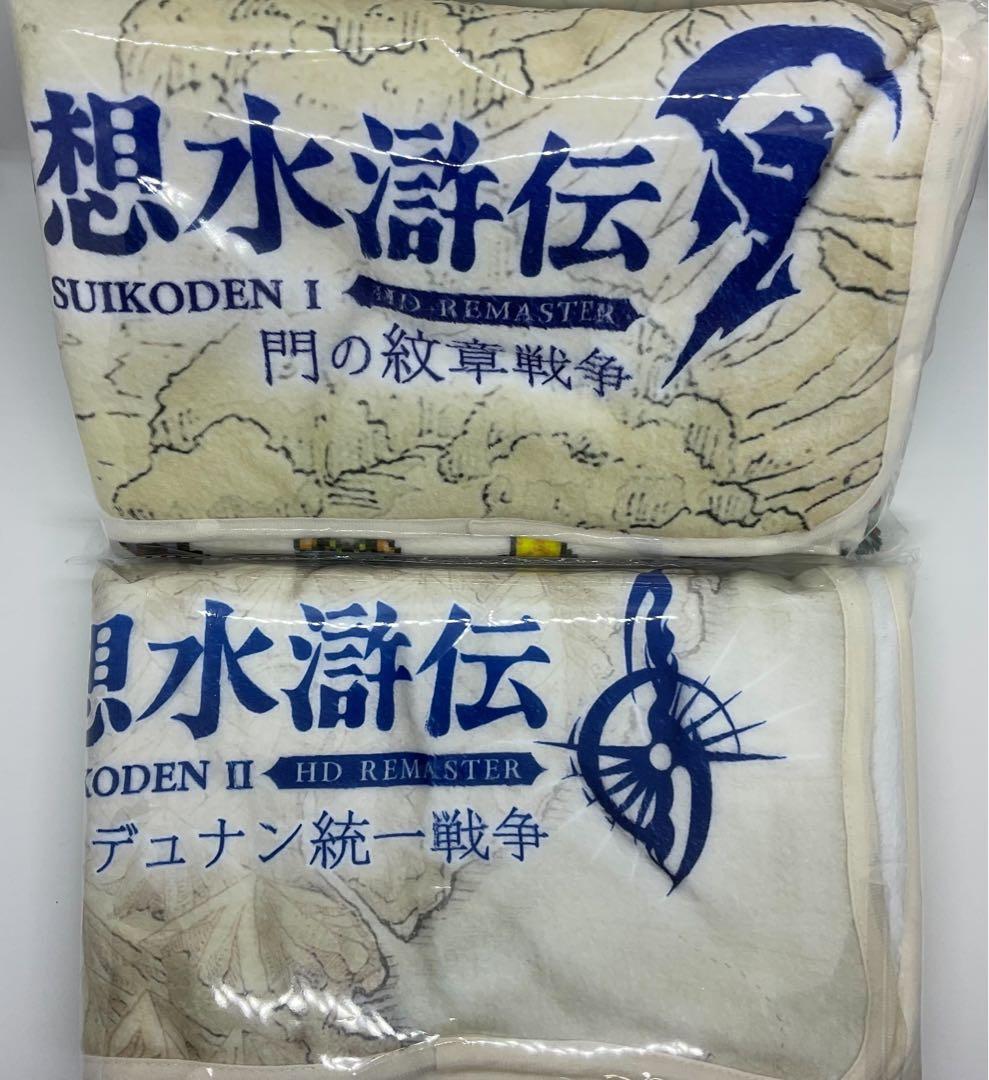 想水滸伝
SUIKODEN I HD REMASTER
門の紋章戦争
想水滸伝
KODEN II HD REMASTER
デュナン統一戦争